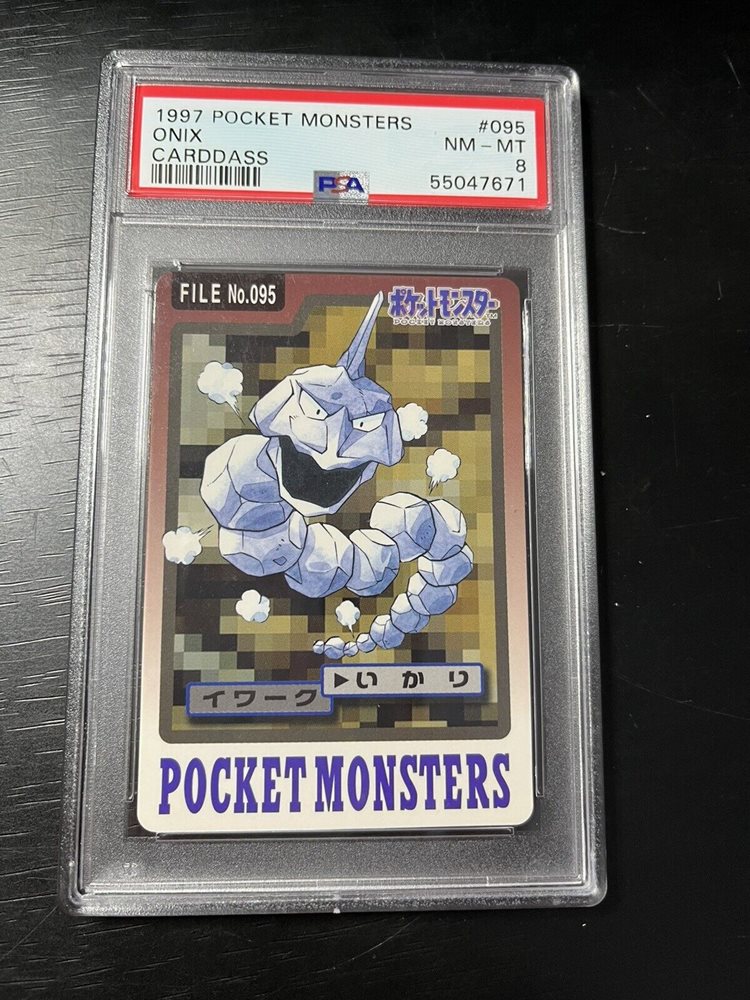 1997 POCKET MONSTERS #095
ONIX NM - MT
CARDDASS 8
PSA 55047671
FILE No.095
ポケットモンスター
POCKET MONSTERS
イワーク
▶いかり
POCKET MONSTERS